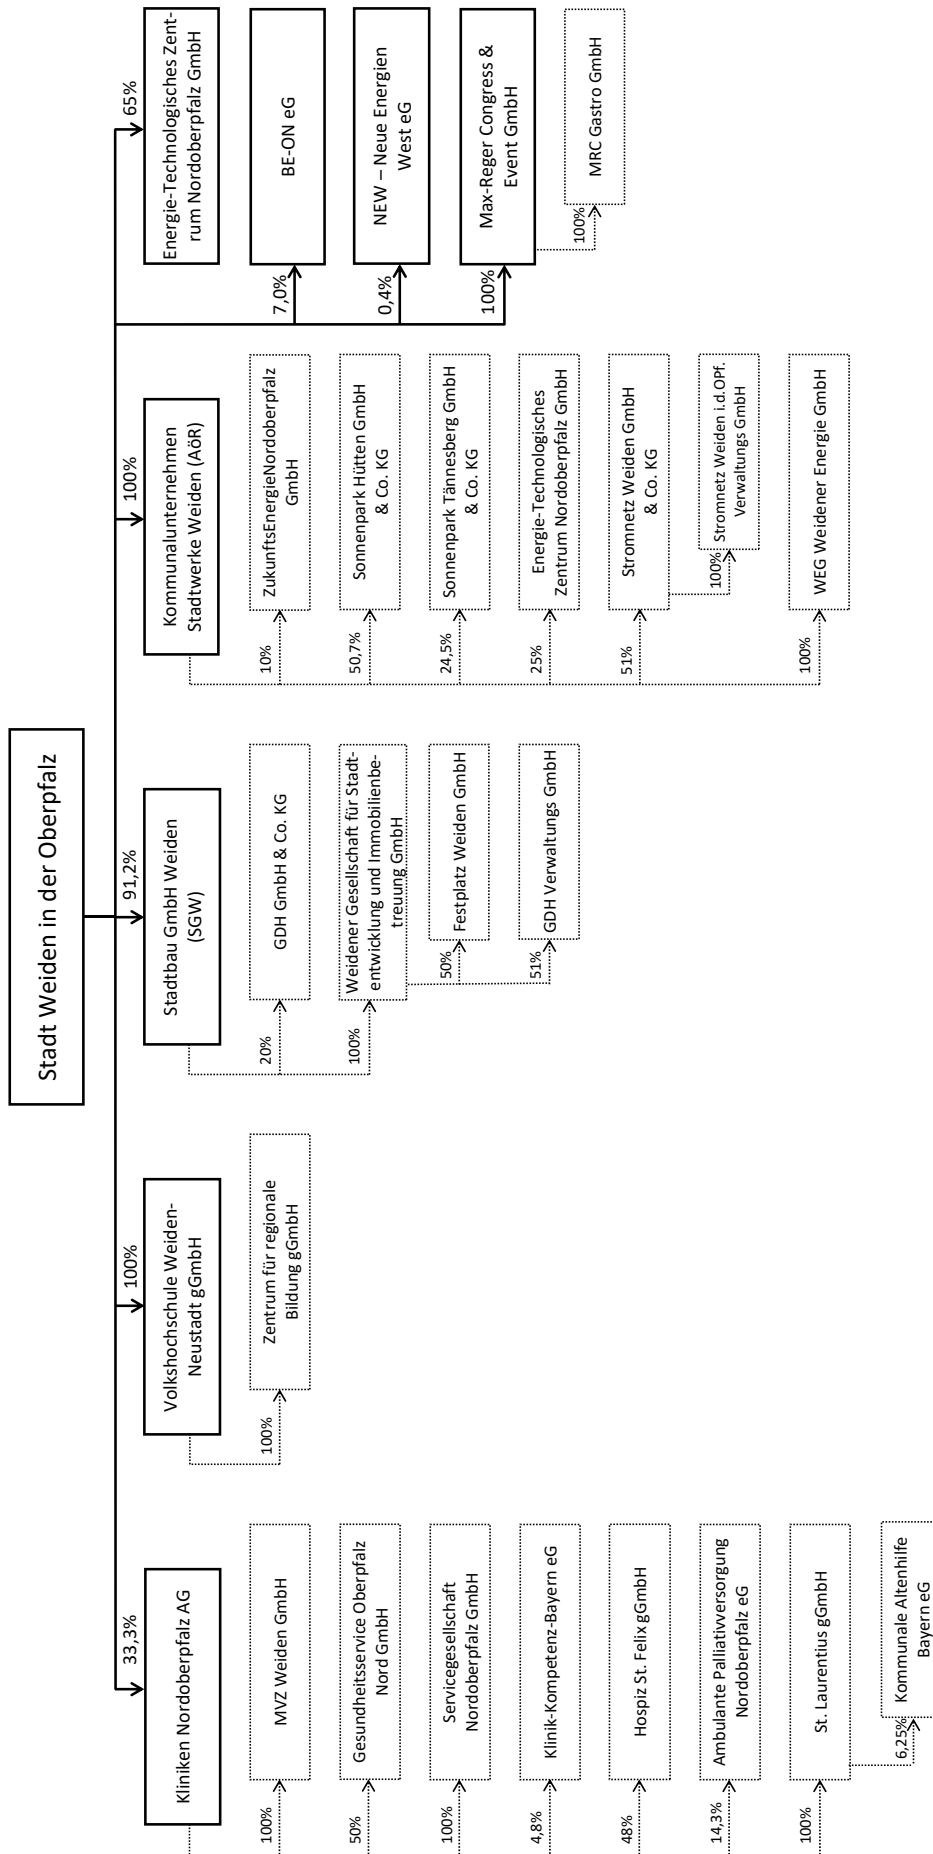 Stadt Weiden in der Oberpfalz
33,3%
Kliniken Nordoberpfalz AG
100%
MVZ Weiden GmbH
50%
Gesundheitsservice Oberpfalz
Nord GmbH
100%
Servicegesellschaft
Nordoberpfalz GmbH
4,8%
Klinik-Kompetenz-Bayern eG
48%
Hospiz St. Felix gGmbH
14,3%
Ambulante Palliativversorgung
Nordoberpfalz eG
100%
St. Laurentius gGmbH
6,25%
Kommunale Altenhilfe
Bayern eG
100%
Volkshochschule Weiden-
Neustadt gGmbH
100%
Zentrum für regionale
Bildung gGmbH
91,2%
Stadtbau GmbH Weiden
(SGW)
20%
GDH GmbH & Co. KG
100%
Weidener Gesellschaft für Stadt-
entwicklung und Immobilienbe-
treuung GmbH
50%
Festplatz Weiden GmbH
51%
GDH Verwaltungs GmbH
100%
Kommunalunternehmen
Stadtwerke Weiden (AöR)
10%
ZukunftsEnergieNordoberpfalz
GmbH
50,7%
Sonnenpark Hütten GmbH
& Co. KG
24,5%
Sonnenpark Tännesberg GmbH
& Co. KG
25%
Energie-Technologisches
Zentrum Nordoberpfalz GmbH
51%
Stromnetz Weiden GmbH
& Co. KG
100%
Stromnetz Weiden i.d.OPf.
Verwaltungs GmbH
100%
WEG Weidener Energie GmbH
65%
Energie-Technologisches Zent-
rum Nordoberpfalz GmbH
7,0%
BE-ON eG
0,4%
NEW – Neue Energien
West eG
100%
Max-Reger Congress &
Event GmbH
100%
MRC Gastro GmbH